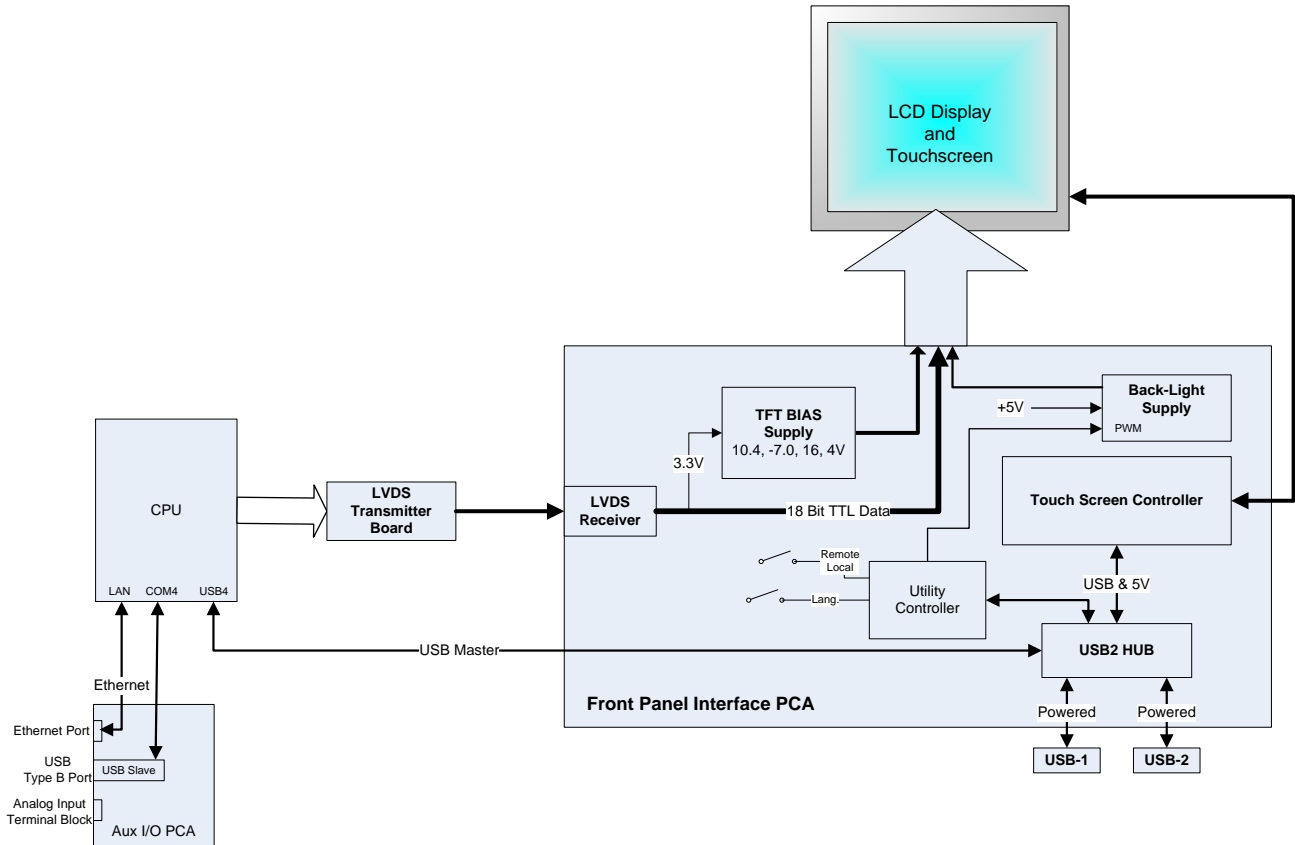 LCD Display
and
Touchscreen
Back-Light
Supply
PWM
+5V
TFT BIAS
Supply
10.4, -7.0, 16, 4V
3.3V
CPU
LAN
COM4
USB4
LVDS
Transmitter
Board
LVDS
Receiver
18 Bit TTL Data
Touch Screen Controller
Remote
Local
Lang.
Utility
Controller
USB & 5V
USB2 HUB
USB Master
Ethernet
Front Panel Interface PCA
Powered
Powered
USB-1
USB-2
Ethernet Port
USB
Type B Port
USB Slave
Analog Input
Terminal Block
Aux I/O PCA